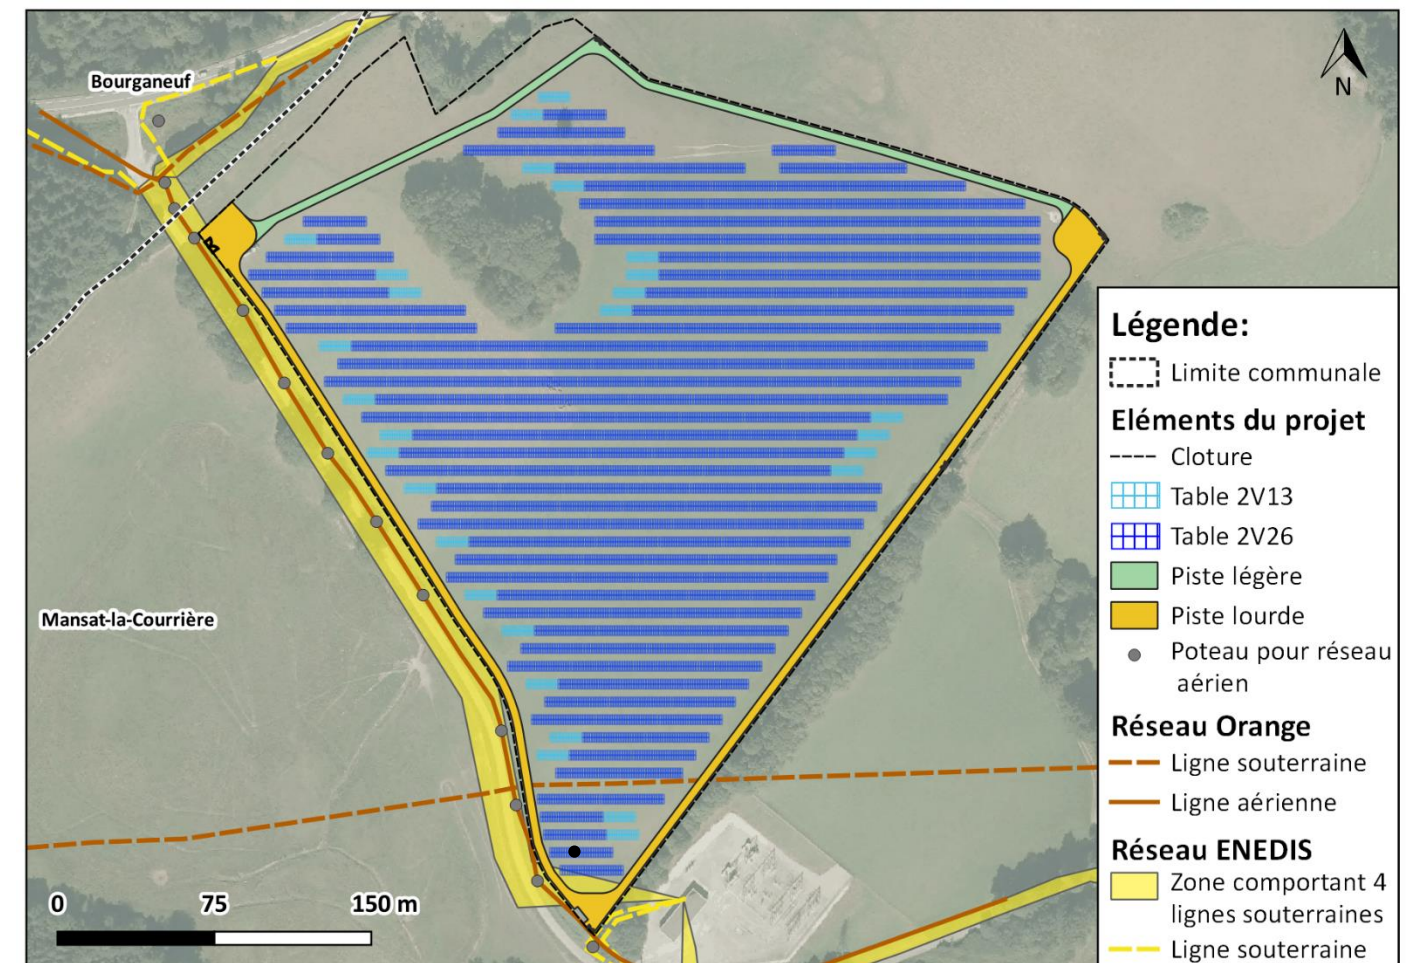 Bourganeuf
N
Mansat-la-Courrière
0 75 150 m
Légende:
Limite communale
Eléments du projet
Cloture
Table 2V13
Table 2V26
Piste légère
Piste lourde
Poteau pour réseau
aérien
Réseau Orange
Ligne souterraine
Ligne aérienne
Réseau ENEDIS
Zone comportant 4
lignes souterraines
Ligne souterraine